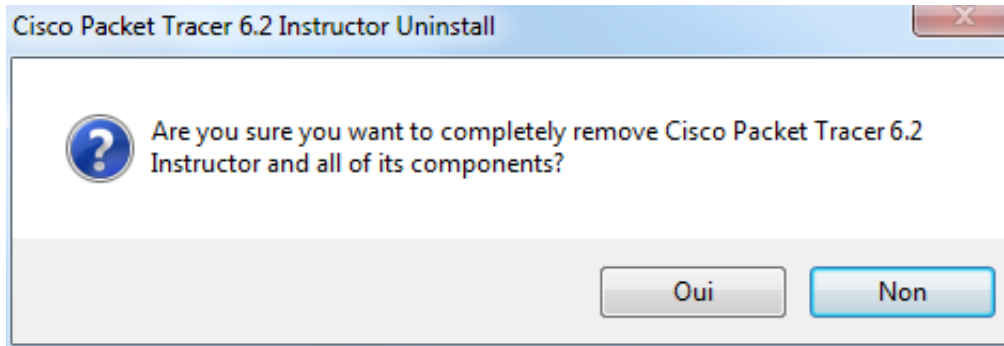 Cisco Packet Tracer 6.2 Instructor Uninstall
Are you sure you want to completely remove Cisco Packet Tracer 6.2
Instructor and all of its components?
Oui
Non